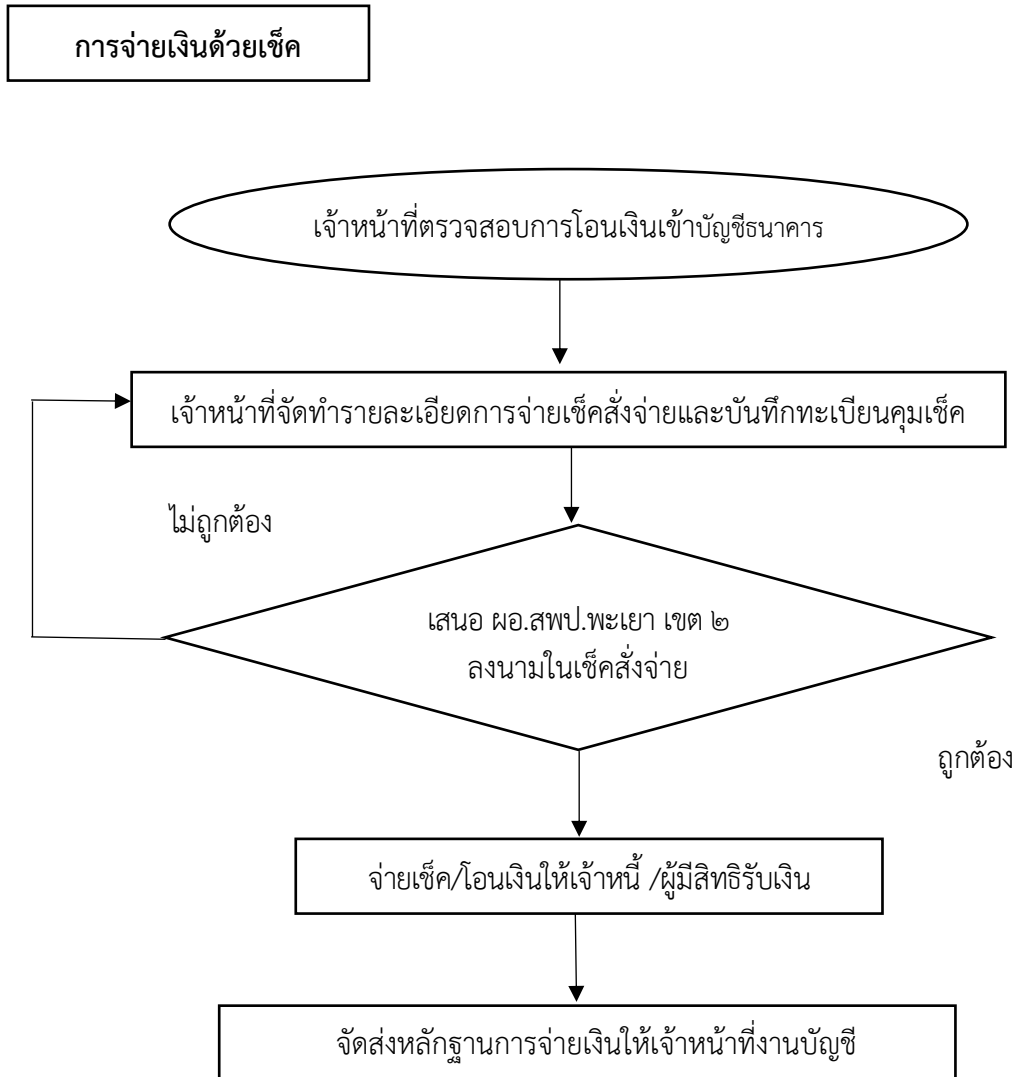 การจ่ายเงินด้วยเช็ค
เจ้าหน้าที่ตรวจสอบการโอนเงินเข้าบัญชีธนาคาร
เจ้าหน้าที่จัดทำรายละเอียดการจ่ายเช็คสั่งจ่ายและบันทึกทะเบียนคุมเช็ค
ไม่ถูกต้อง
เสนอ ผอ.สพป.พะเยา เขต ๒
ลงนามในเช็คสั่งจ่าย
ถูกต้อง
จ่ายเช็ค/โอนเงินให้เจ้าหนี้ /ผู้มีสิทธิรับเงิน
จัดส่งหลักฐานการจ่ายเงินให้เจ้าหน้าที่งานบัญชี